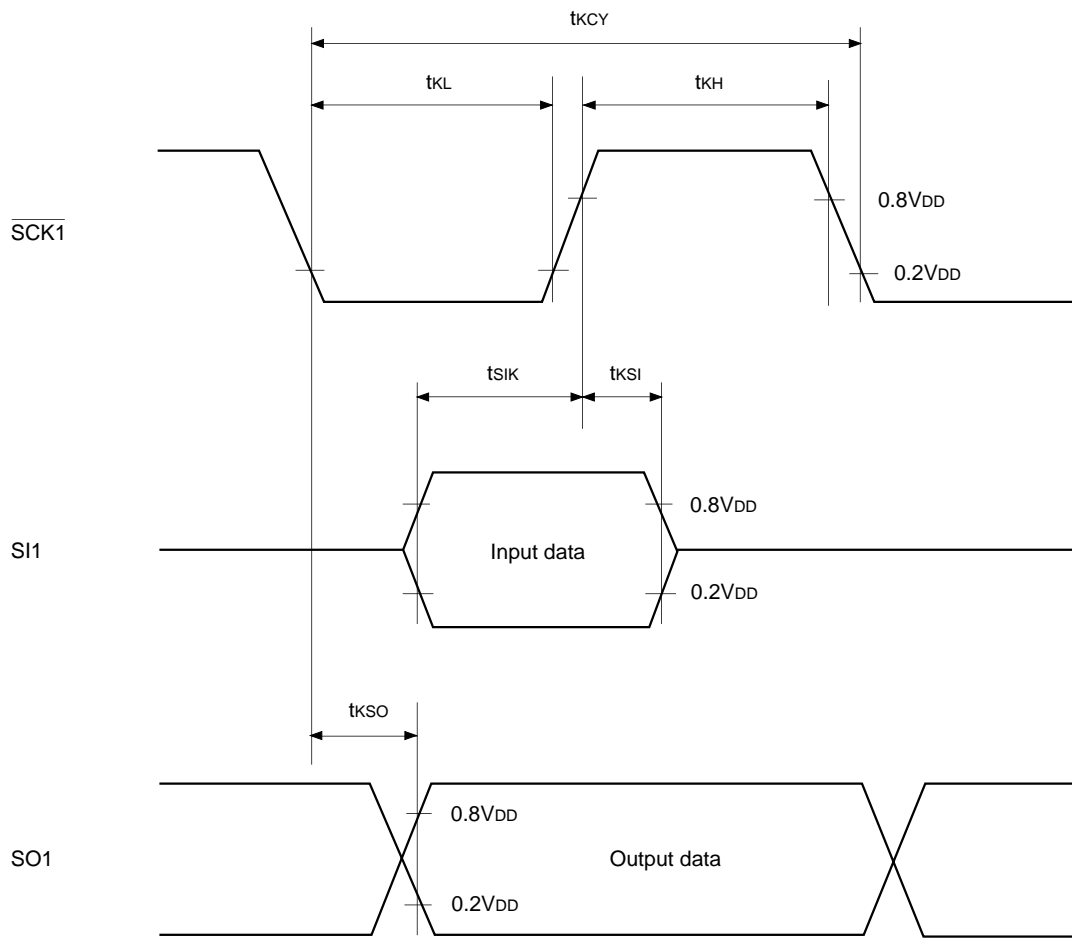 tKCY
tKL
tKH
SCK1
0.8VDD
0.2VDD
tSIK
tKSI
SI1
Input data
0.8VDD
0.2VDD
tKSO
SO1
0.8VDD
Output data
0.2VDD